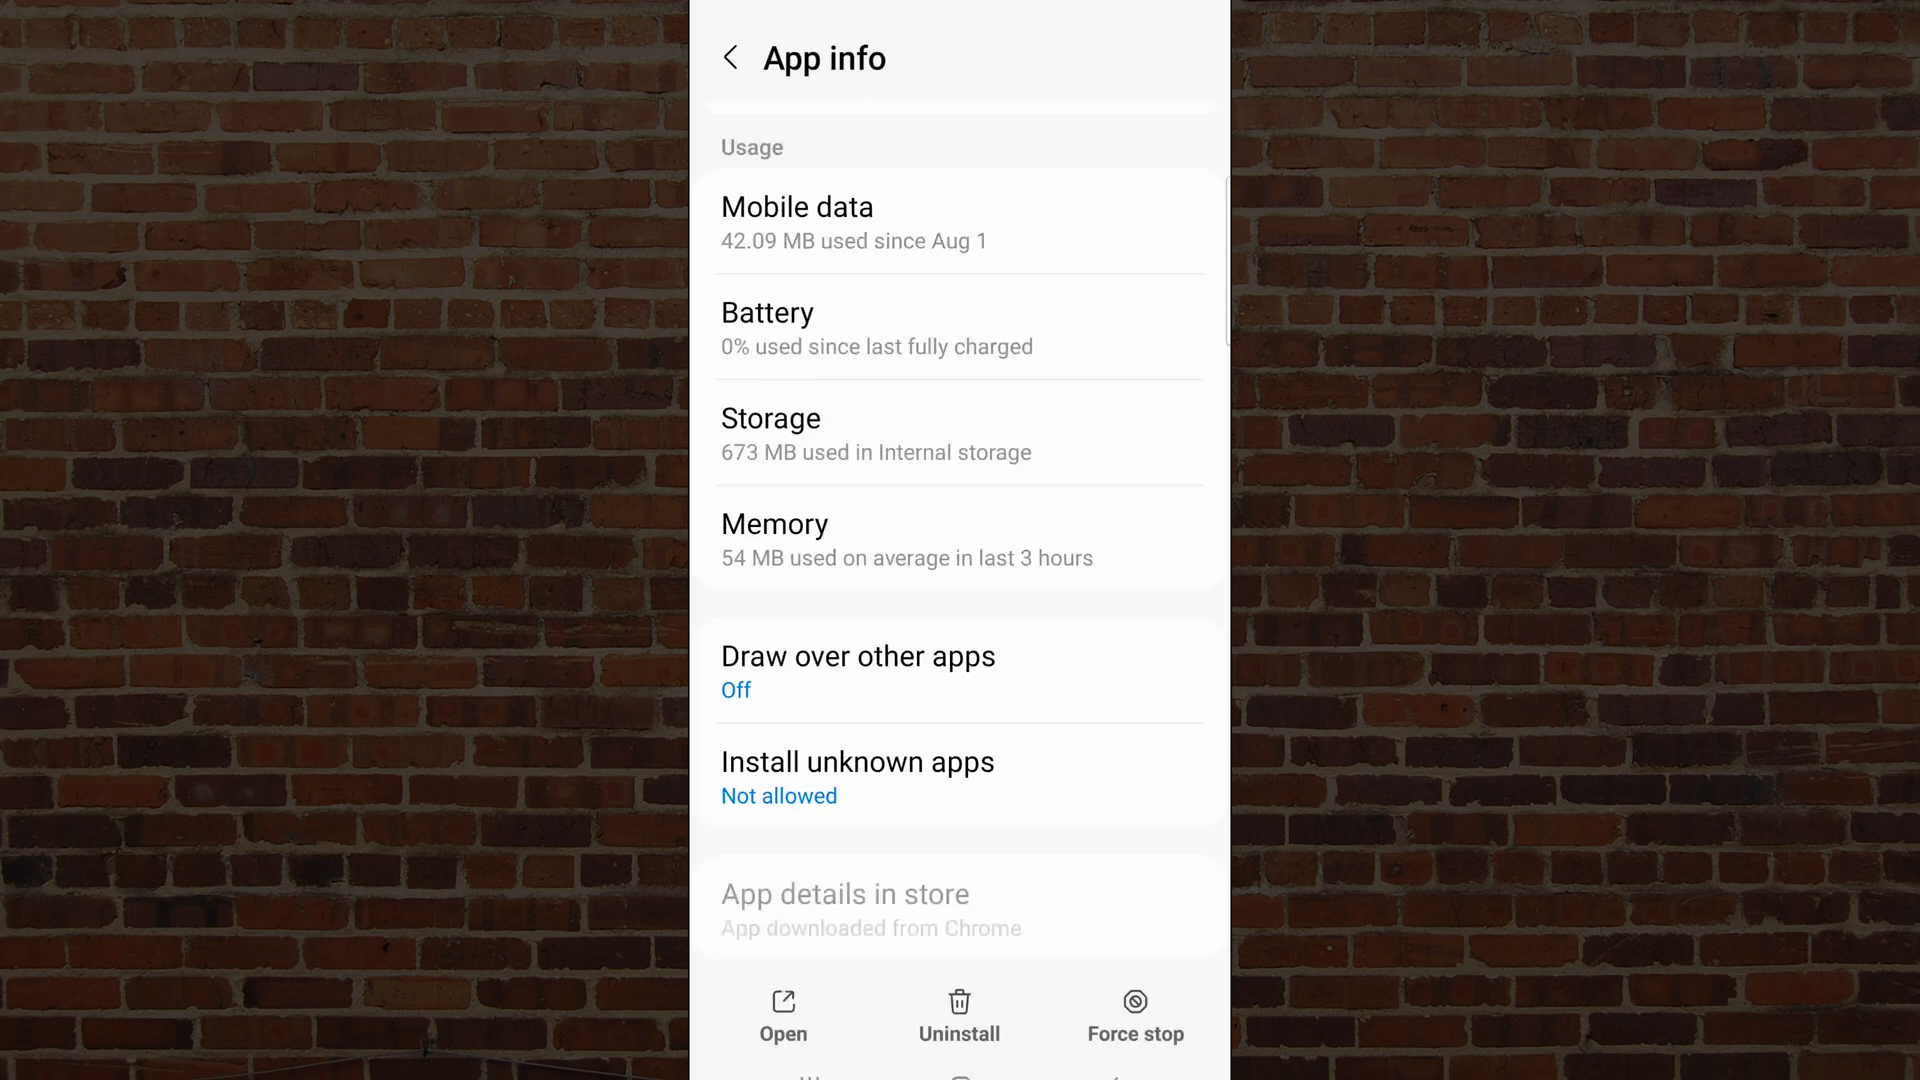 App info
Usage
Mobile data
42.09 MB used since Aug 1
Battery
0% used since last fully charged
Storage
673 MB used in Internal storage
Memory
54 MB used on average in last 3 hours
Draw over other apps
Off
Install unknown apps
Not allowed
App details in store
App downloaded from Chrome
Open
Uninstall
Force stop